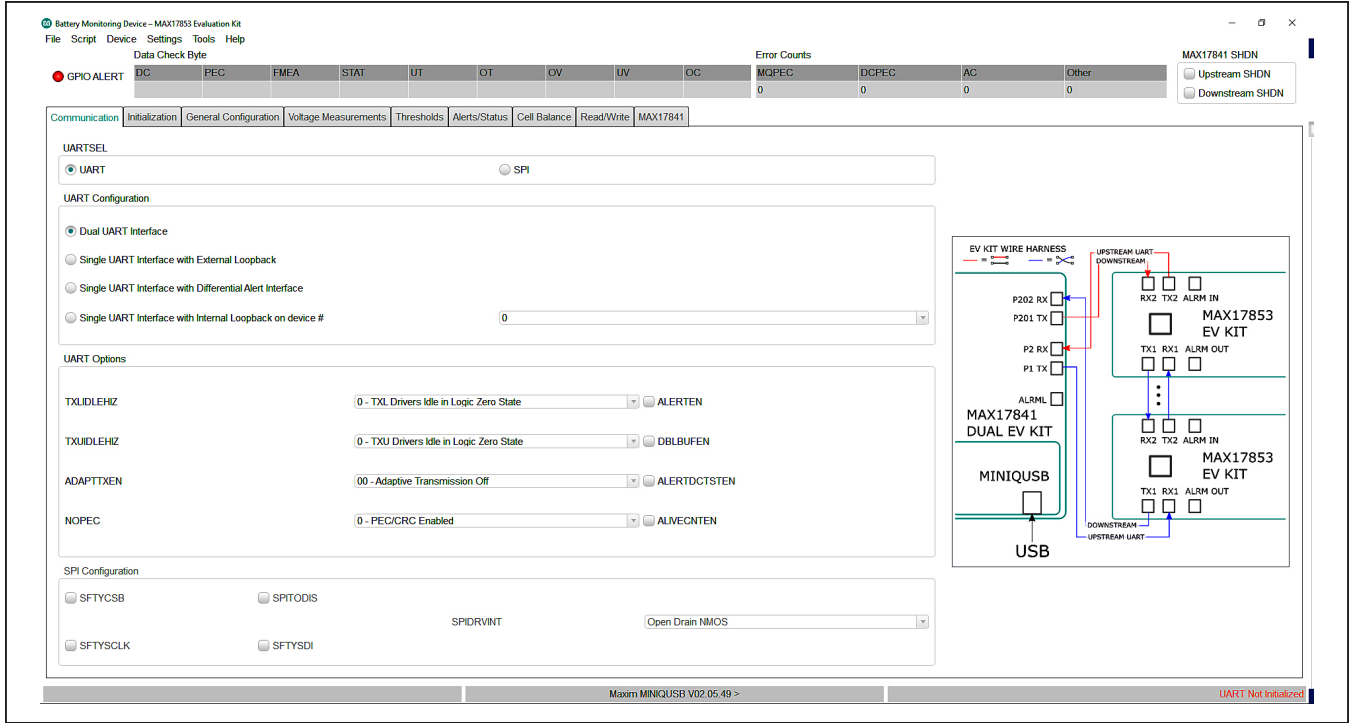 Battery Monitoring Device – MAX17853 Evaluation Kit
File Script Device Settings Tools Help
Data Check Byte
Error Counts
MAX17841 SHDN
GPIO ALERT
DC PEC FMEA STAT UT OT OV UV OC MQPEC DCPEC AC Other
0 0 0 0
Upstream SHDN
Downstream SHDN
Communication Initialization General Configuration Voltage Measurements Thresholds Alerts/Status Cell Balance Read/Write MAX17841
UARTSEL
UART SPI
UART Configuration
Dual UART Interface
Single UART Interface with External Loopback
Single UART Interface with Differential Alert Interface
Single UART Interface with Internal Loopback on device # 0
UART Options
TXLIDLEHIZ 0 - TXL Drivers Idle in Logic Zero State ALERTEN
TXUIDLEHIZ 0 - TXU Drivers Idle in Logic Zero State DBLBUFEN
ADAPTTXEN 00 - Adaptive Transmission Off ALERTDCTSTEN
NOPEC 0 - PEC/CRC Enabled ALIVECNTEN
SPI Configuration
SFTYCSB SPITODIS
SPIDRVINT Open Drain NMOS
SFTYSCLK SFTYSDI
EV KIT WIRE HARNESS
= =
UPSTREAM UART
DOWNSTREAM
RX2 TX2 ALRM IN
MAX17853
EV KIT
TX1 RX1 ALRM OUT
P202 RX
P201 TX
P2 RX
P1 TX
ALRML
MAX17841
DUAL EV KIT
MINIQUSB
USB
RX2 TX2 ALRM IN
MAX17853
EV KIT
TX1 RX1 ALRM OUT
DOWNSTREAM
UPSTREAM UART
Maxim MINIQUSB V02.05.49 >
UART Not Initialized